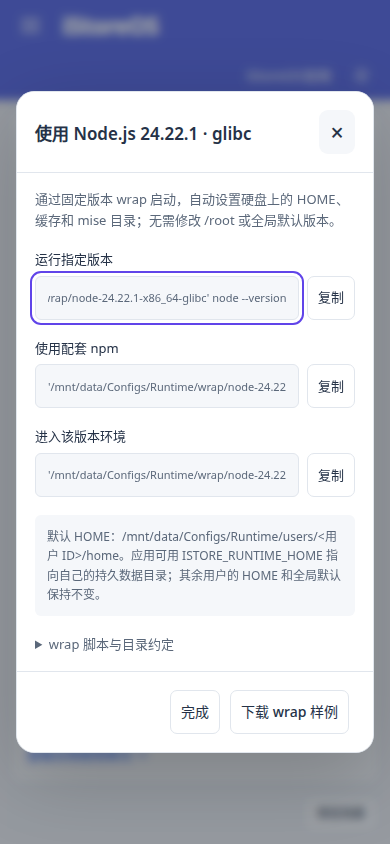 iStoreOS
使用 Node.js 24.22.1 · glibc
×
通过固定版本 wrap 启动，自动设置硬盘上的 HOME、
缓存和 mise 目录；无需修改 /root 或全局默认版本。
运行指定版本
/rap/node-24.22.1-x86_64-glibc' node --version
复制
使用配套 npm
'/mnt/data/Configs/Runtime/wrap/node-24.22
复制
进入该版本环境
'/mnt/data/Configs/Runtime/wrap/node-24.22
复制
默认 HOME：/mnt/data/Configs/Runtime/users/<用
户 ID>/home。应用可用 ISTORE_RUNTIME_HOME 指
向自己的持久数据目录；其余用户的 HOME 和全局默认
保持不变。
▶ wrap 脚本与目录约定
完成
下载 wrap 样例